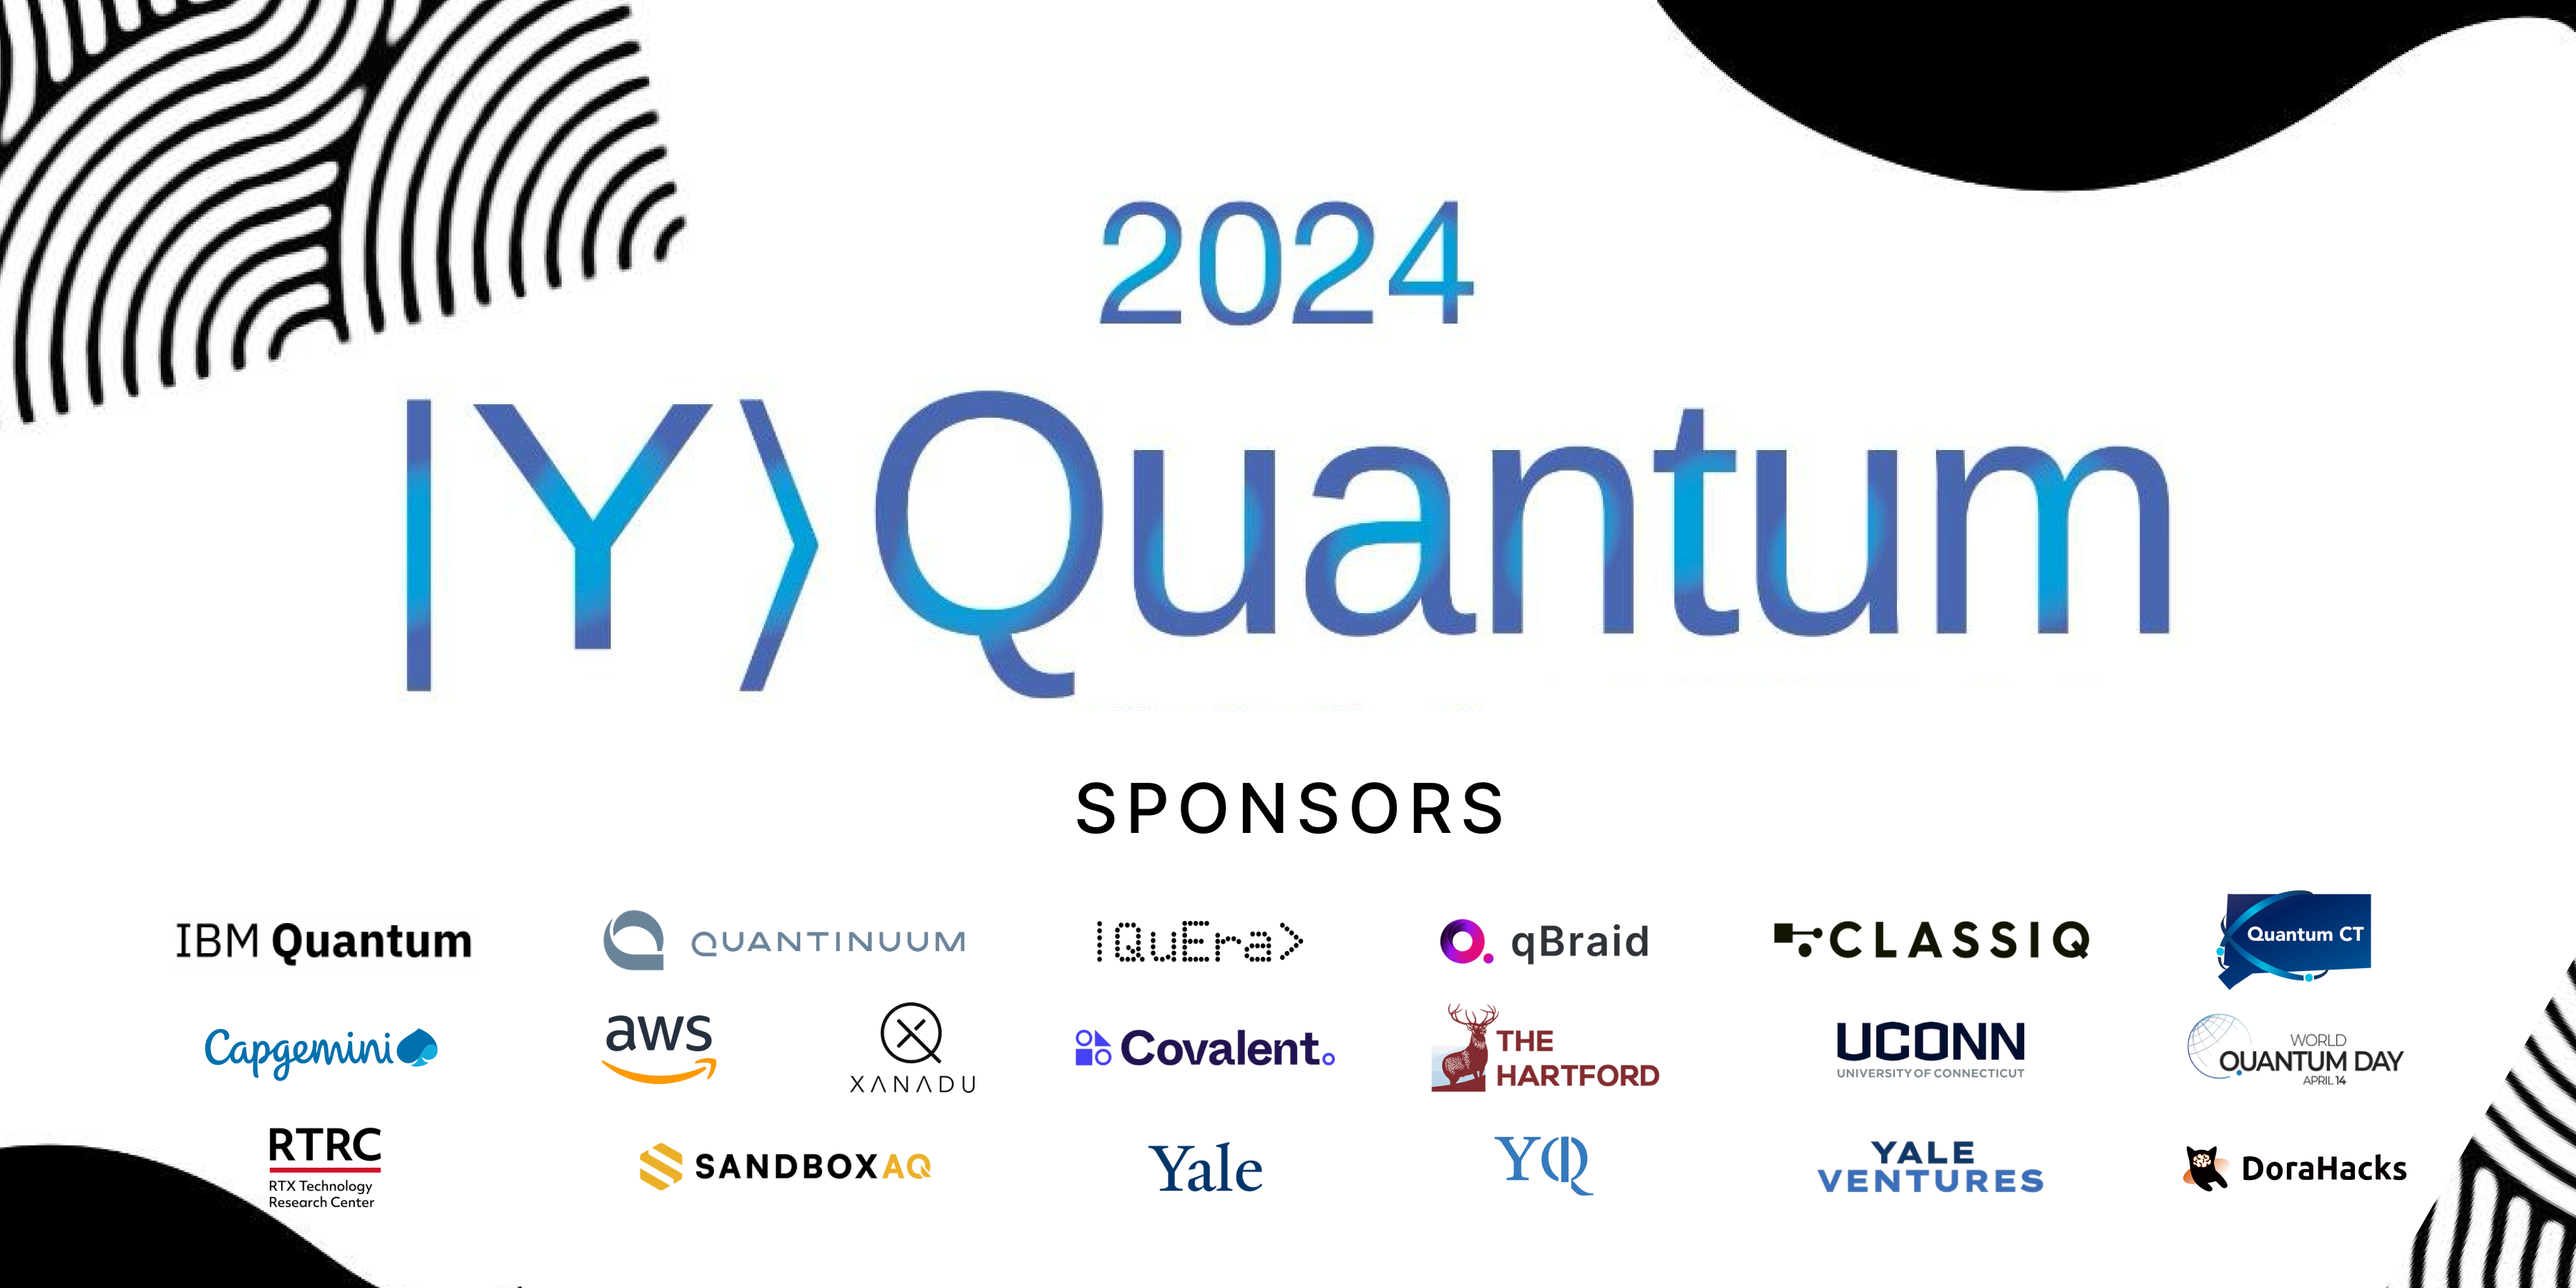 2024
|Y⟩Quantum
SPONSORS
IBM Quantum
QUANTINUUM
|QuEra>
qBraid
CLASSIQ
Quantum CT
Capgemini
aws
XANADU
Covalent
THE
HARTFORD
UCONN
UNIVERSITY OF CONNECTICUT
WORLD
QUANTUM DAY
APRIL 14
RTRC
RTX Technology
Research Center
SANDBOXAQ
Yale
YQ
YALE
VENTURES
DoraHacks